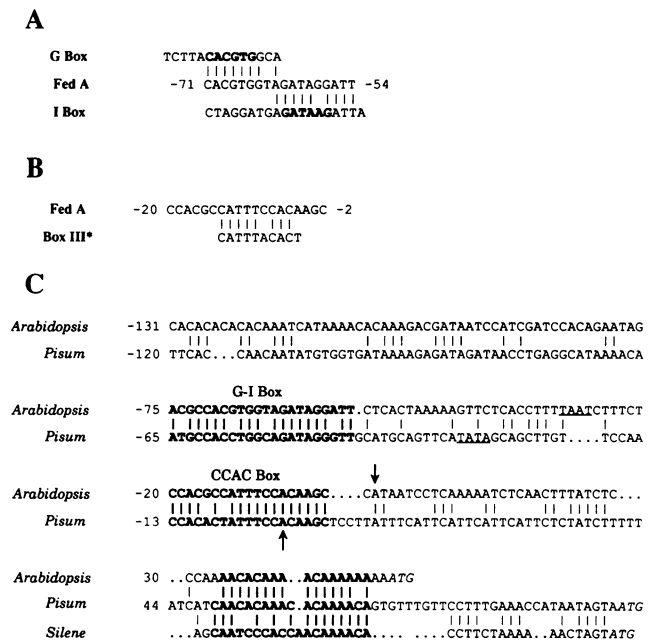 A
G Box TCTTACACGTGGCA
Fed A -71 CACGTGGTAGATAGGATT -54
I Box CTAGGATGAGATAAGATTA
B
Fed A -20 CCACGCCATTTCCACAAGC -2
Box III* CATTTACACT
C
Arabidopsis -131 CACACACACACAAATCATAAAACACAAAGACGATAATCCATCGATCCACAGAATAG
Pisum -120 TTCAC...CAACAATATGTGGTGATAAAAGAGATAGATAACCTGAGGCATAAAACA
G-I Box
Arabidopsis -75 ACGCCACGTGGTAGATAGGATT.CTCACTAAAAAGTTCTCACCTTTTAATCTTTCT
Pisum -65 ATGCCACCTGGCAGATAGGGTTGCATGCAGTTCATATAGCAGCTTGT....TCCAA
CCAC Box
Arabidopsis -20 CCACGCCATTTCCACAAGC....CATAATCCTCAAAAATCTCAACTTTATCTC...
Pisum -13 CCACACTATTTCCACAAGCTCCTTATTTCATTCATTCATTCATTCTCTATCTTTTT
Arabidopsis 30 ..CCAAAACACAAA..ACAAAAAAAAATG
Pisum 44 ATCATCAACACAAAC.ACAAAAAAGTGTTTGTTCCTTTGAAACCATAATAGTAATG
Silene ....AGCAATCCCACCAACAAAACA.........CCTTCTAAAA..AACTAGTATG